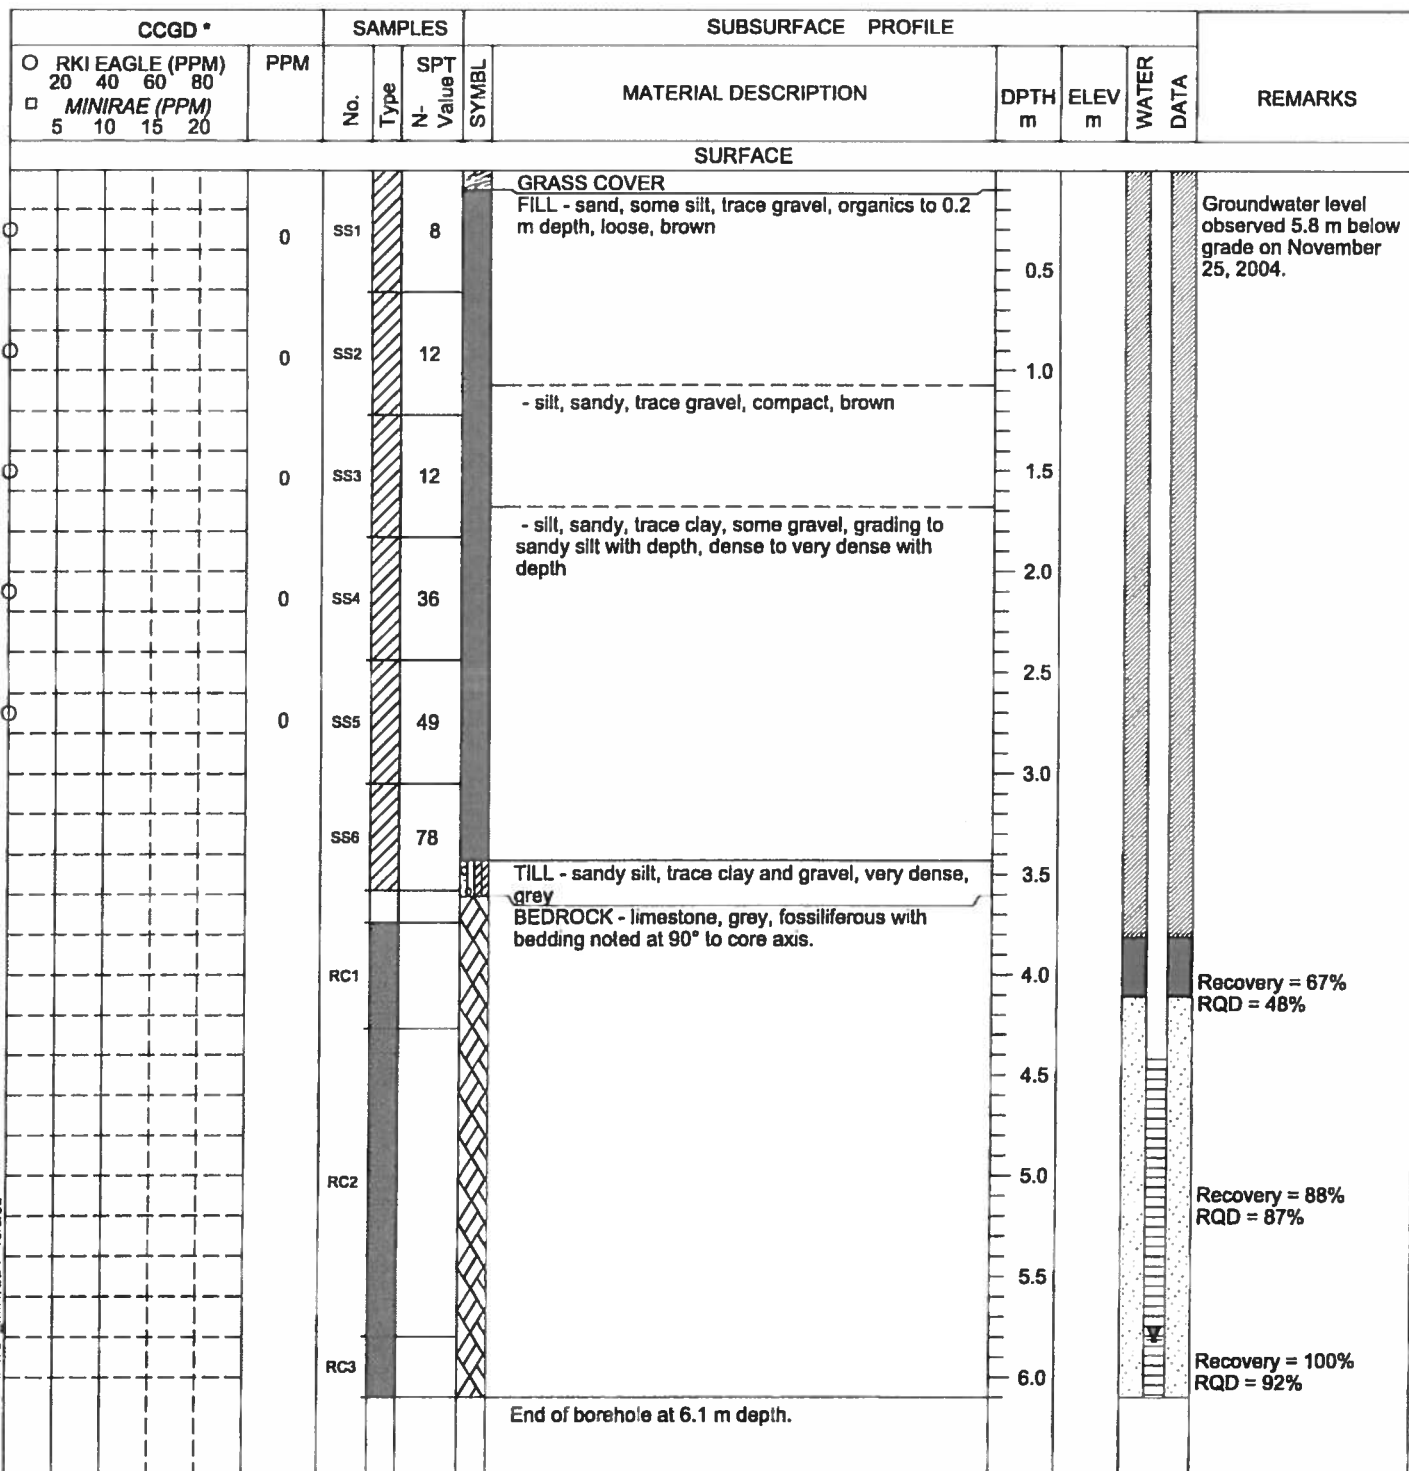 CCGD *
SAMPLES
SUBSURFACE PROFILE
RKI EAGLE (PPM)
20 40 60 80
MINIRAE (PPM)
5 10 15 20
PPM
No.
Type
SPT
N-Value
SYMBL
MATERIAL DESCRIPTION
DPTH
m
ELEV
m
WATER
DATA
REMARKS
SURFACE
GRASS COVER
FILL - sand, some silt, trace gravel, organics to 0.2
m depth, loose, brown
Groundwater level
observed 5.8 m below
grade on November
25, 2004.
0 SS1 8
0.5
0 SS2 12
1.0
- silt, sandy, trace gravel, compact, brown
0 SS3 12
1.5
- silt, sandy, trace clay, some gravel, grading to
sandy silt with depth, dense to very dense with
depth
2.0
0 SS4 36
2.5
0 SS5 49
3.0
SS6 78
3.5
TILL - sandy silt, trace clay and gravel, very dense,
grey
BEDROCK - limestone, grey, fossiliferous with
bedding noted at 90° to core axis.
RC1
4.0
Recovery = 67%
RQD = 48%
4.5
5.0
RC2
Recovery = 88%
RQD = 87%
5.5
RC3
6.0
Recovery = 100%
RQD = 92%
End of borehole at 6.1 m depth.